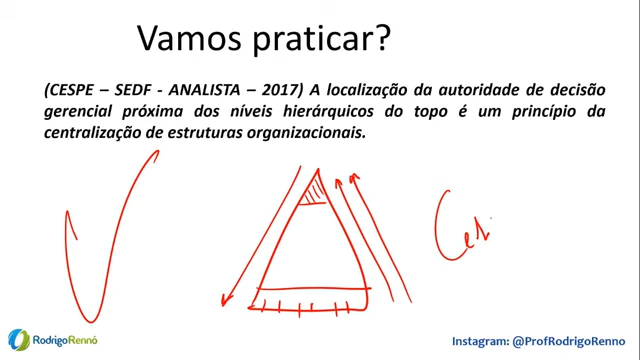 Vamos praticar?
(CESPE – SEDF - ANALISTA – 2017) A localização da autoridade de decisão
gerencial próxima dos níveis hierárquicos do topo é um princípio da
centralização de estruturas organizacionais.
RodrigoRennó
Instagram: @ProfRodrigoRenno